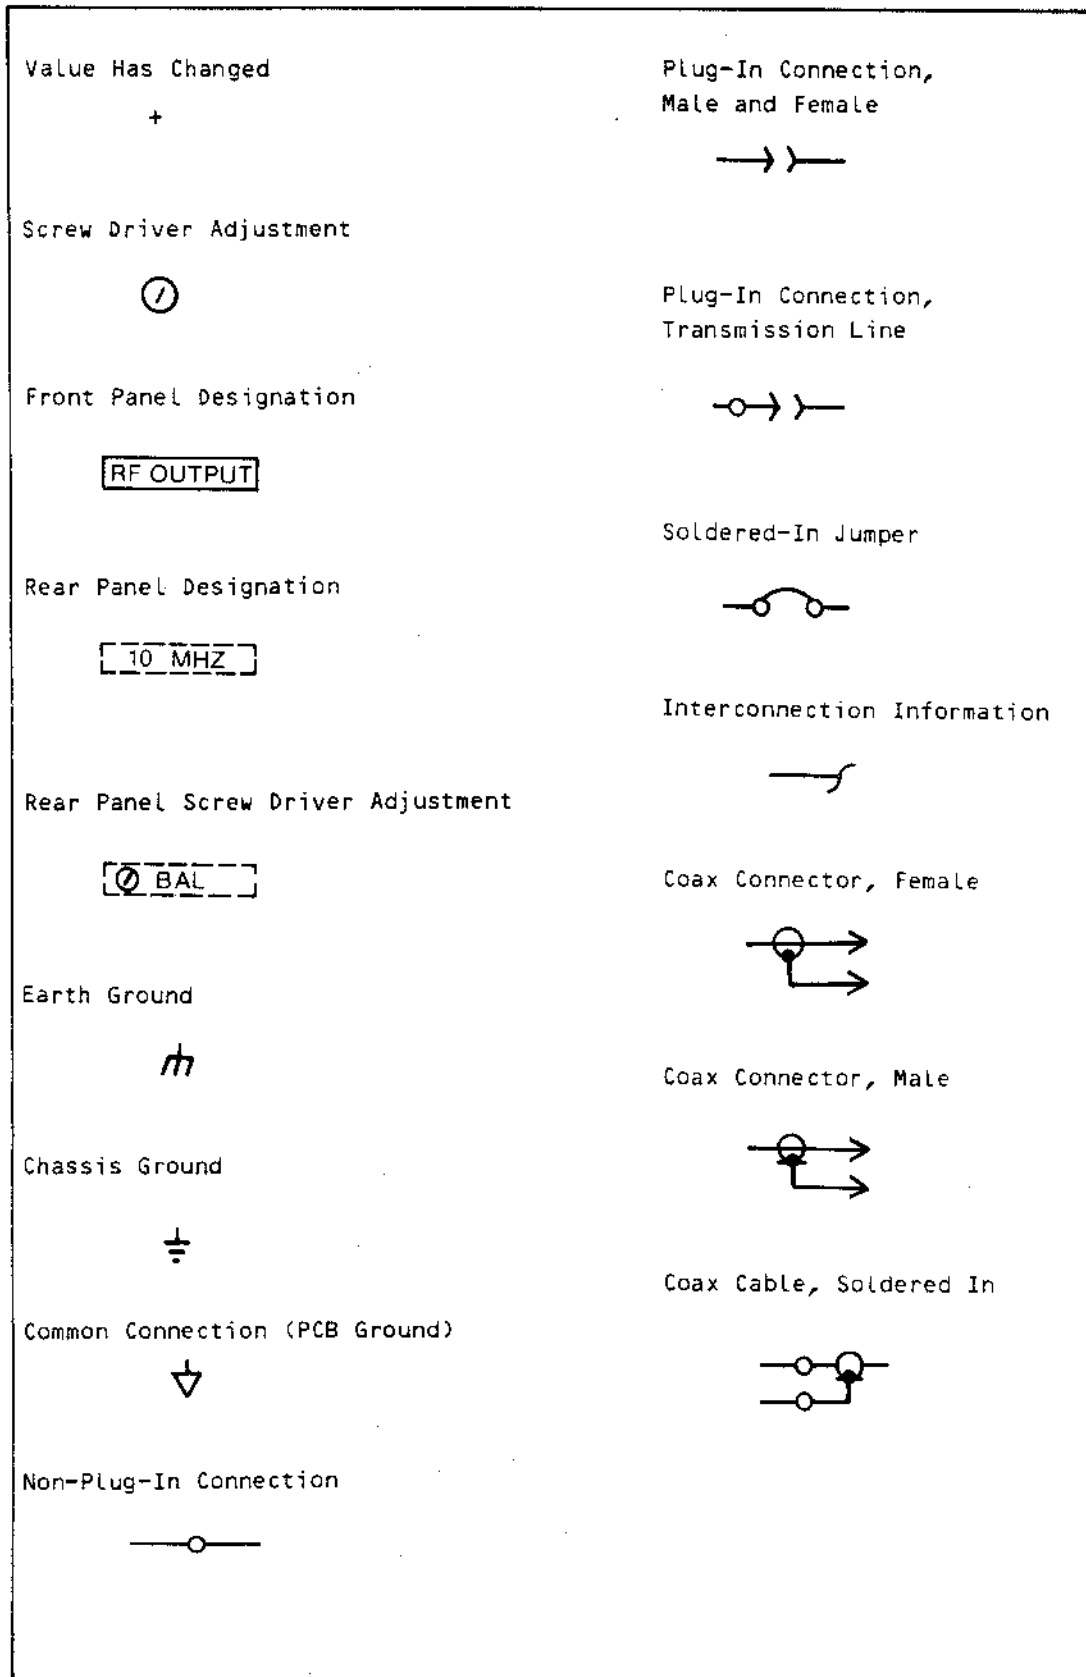 Value Has Changed
+
Screw Driver Adjustment
Front Panel Designation
RF OUTPUT
Rear Panel Designation
10 MHZ
Rear Panel Screw Driver Adjustment
BAL
Earth Ground
Chassis Ground
Common Connection (PCB Ground)
Non-Plug-In Connection
Plug-In Connection,
Male and Female
Plug-In Connection,
Transmission Line
Soldered-In Jumper
Interconnection Information
Coax Connector, Female
Coax Connector, Male
Coax Cable, Soldered In